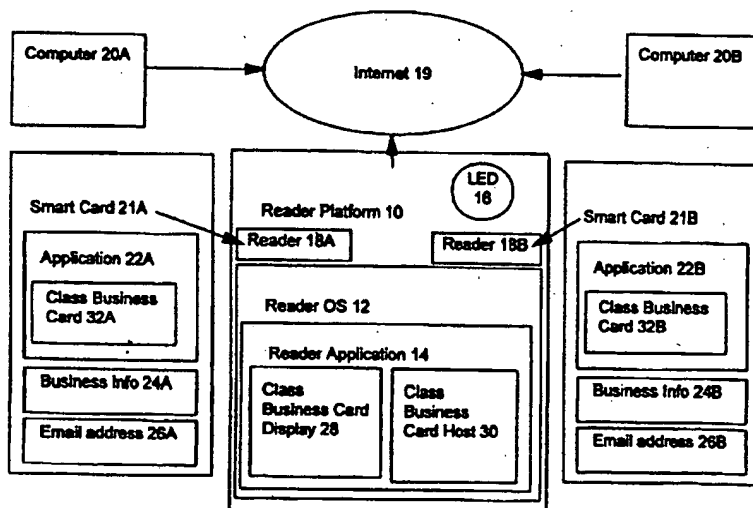 Computer 20A
Internet 19
Computer 20B
Smart Card 21A
Application 22A
Class Business
Card 32A
Business Info 24A
Email address 26A
Reader Platform 10
LED
16
Reader 18A
Reader 18B
Reader OS 12
Reader Application 14
Class
Business Card
Display 28
Class
Business
Card Host 30
Smart Card 21B
Application 22B
Class Business
Card 32B
Business Info 24B
Email address 26B